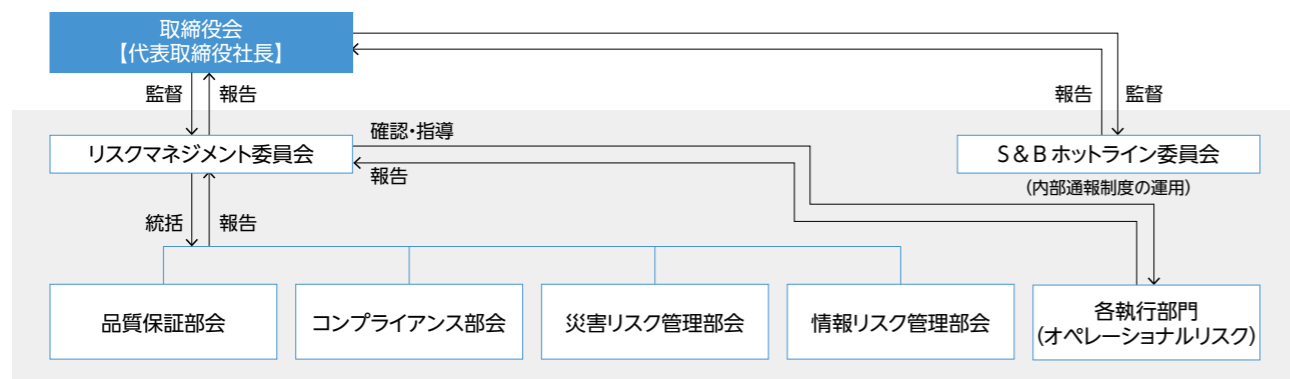 取締役会
【代表取締役社長】
監督
報告
報告
監督
リスクマネジメント委員会
確認・指導
報告
S&Bホットライン委員会
(内部通報制度の運用)
統括
報告
品質保証部会
コンプライアンス部会
災害リスク管理部会
情報リスク管理部会
各執行部門
(オペレーショナルリスク)